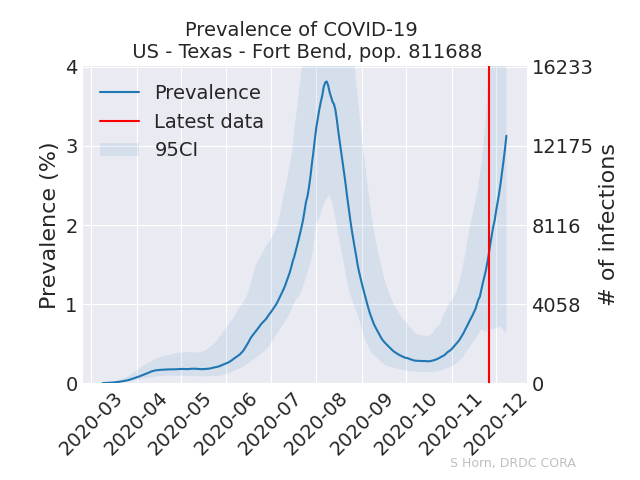 Prevalence of COVID-19
US - Texas - Fort Bend, pop. 811688
Prevalence
Latest data
95CI
Prevalence (%)
4
3
2
1
0
16233
12175
8116
4058
0
# of infections
2020-03
2020-04
2020-05
2020-06
2020-07
2020-08
2020-09
2020-10
2020-11
2020-12
S Horn, DRDC CORA